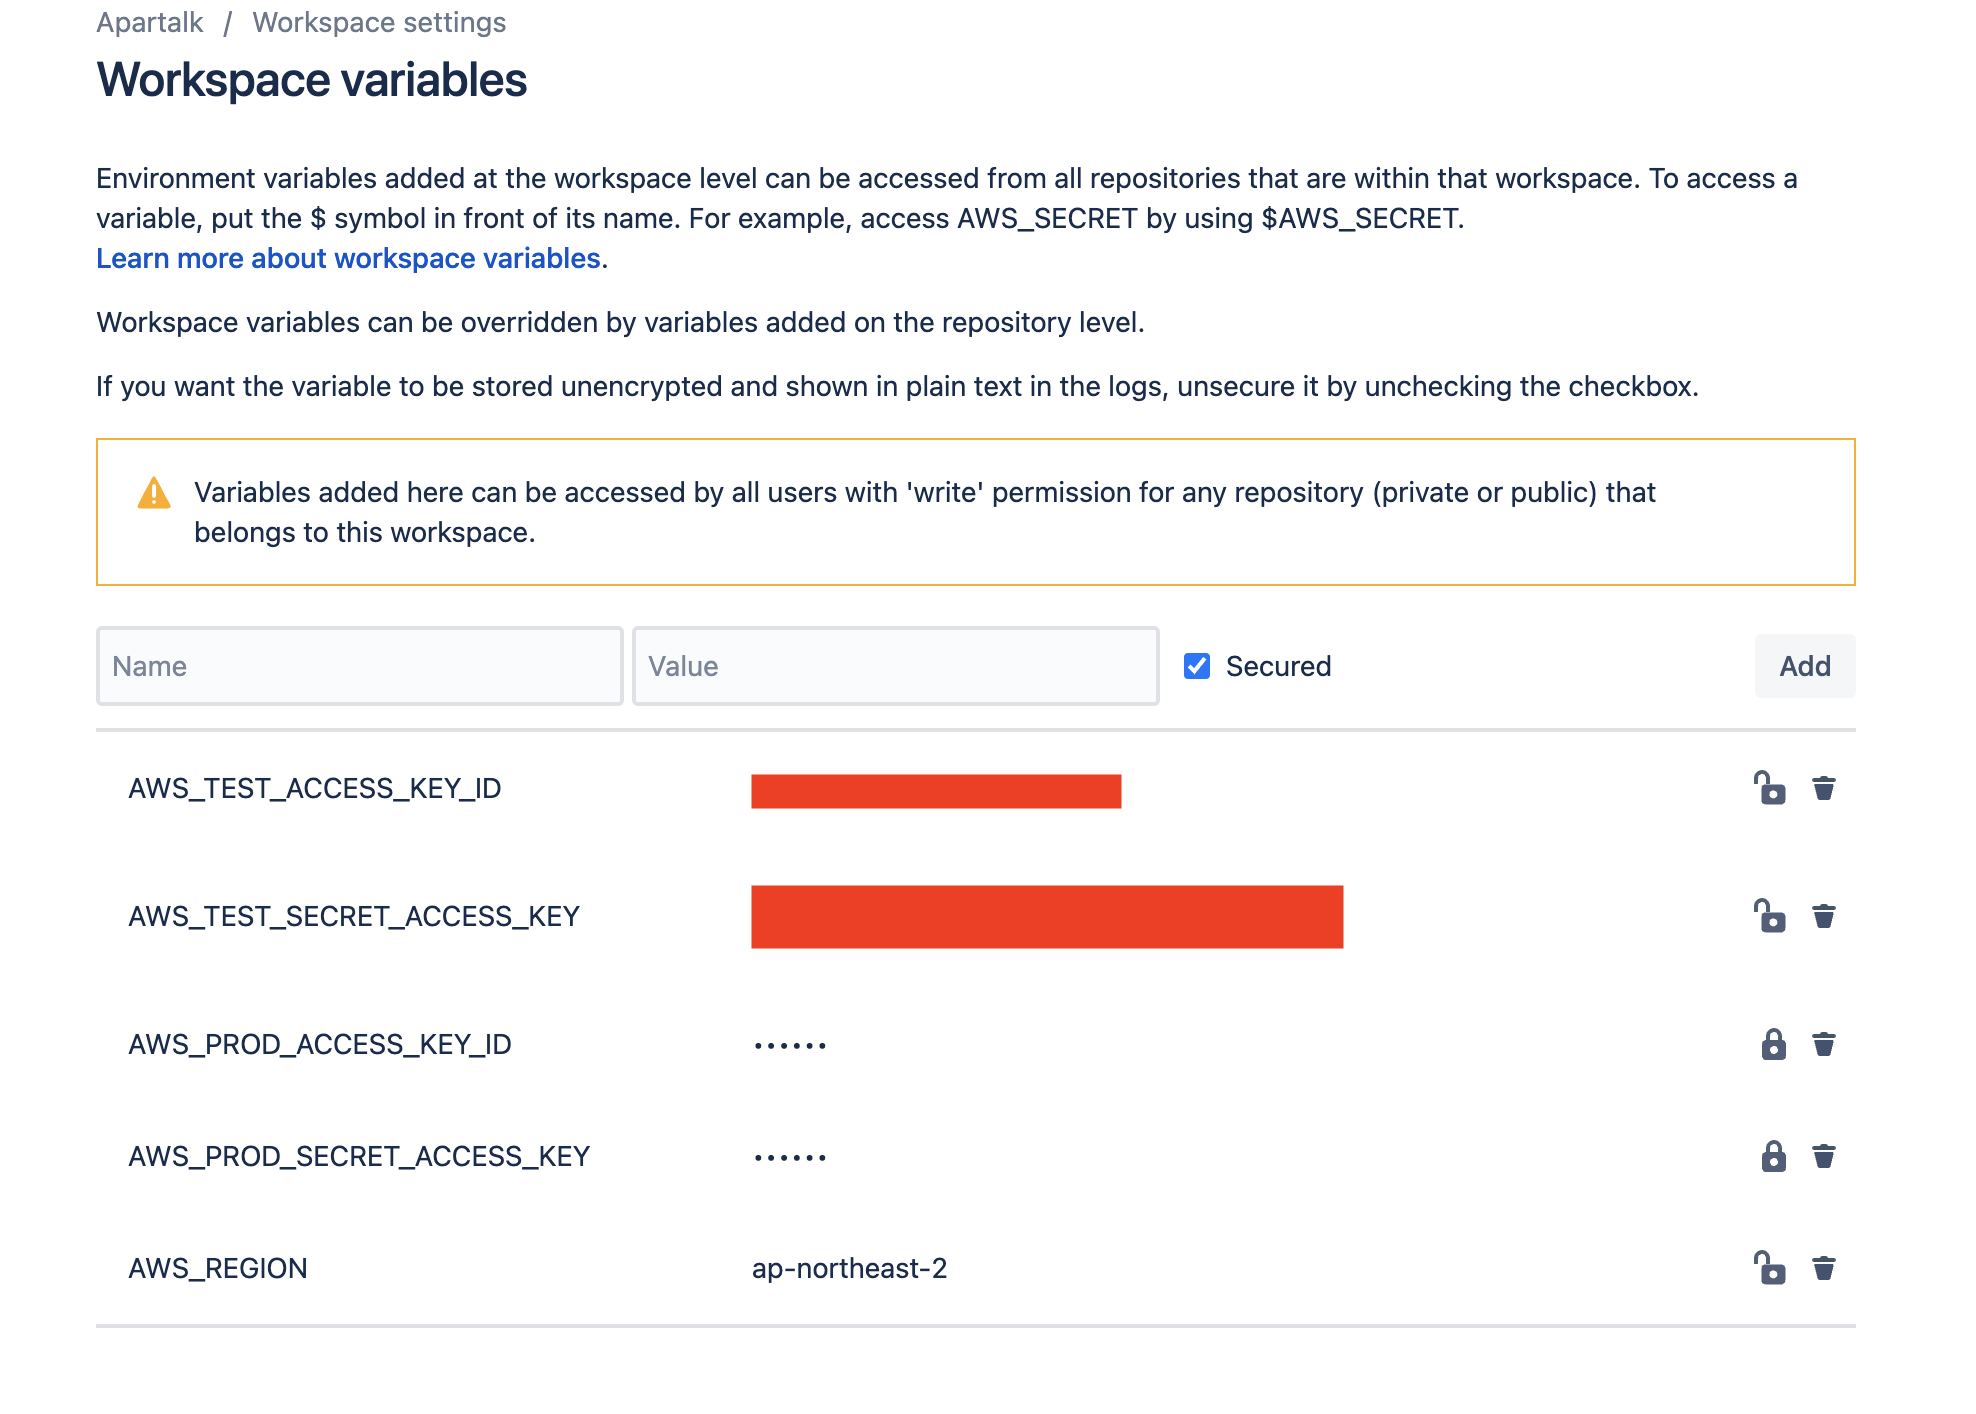 Apartalk / Workspace settings
Workspace variables
Environment variables added at the workspace level can be accessed from all repositories that are within that workspace. To access a
variable, put the $ symbol in front of its name. For example, access AWS_SECRET by using $AWS_SECRET.
Learn more about workspace variables.
Workspace variables can be overridden by variables added on the repository level.
If you want the variable to be stored unencrypted and shown in plain text in the logs, unsecure it by unchecking the checkbox.
Variables added here can be accessed by all users with 'write' permission for any repository (private or public) that
belongs to this workspace.
Name Value Secured Add
AWS_TEST_ACCESS_KEY_ID
AWS_TEST_SECRET_ACCESS_KEY
AWS_PROD_ACCESS_KEY_ID ••••••
AWS_PROD_SECRET_ACCESS_KEY ••••••
AWS_REGION ap-northeast-2